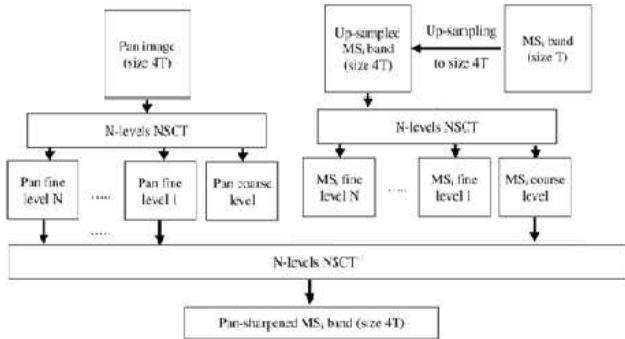 Pan image
(size 4T)
Up-sampled
MSi band
(size 4T)
Up-sampling
to size 4T
MSi band
(size T)
N-levels NSCT
N-levels NSCT
Pan fine
level N
.....
Pan fine
level 1
Pan coarse
level
MSi fine
level N
.....
MSi fine
level 1
MSi coarse
level
.....
N-levels NSCT
Pan-sharpened MSi band (size 4T)